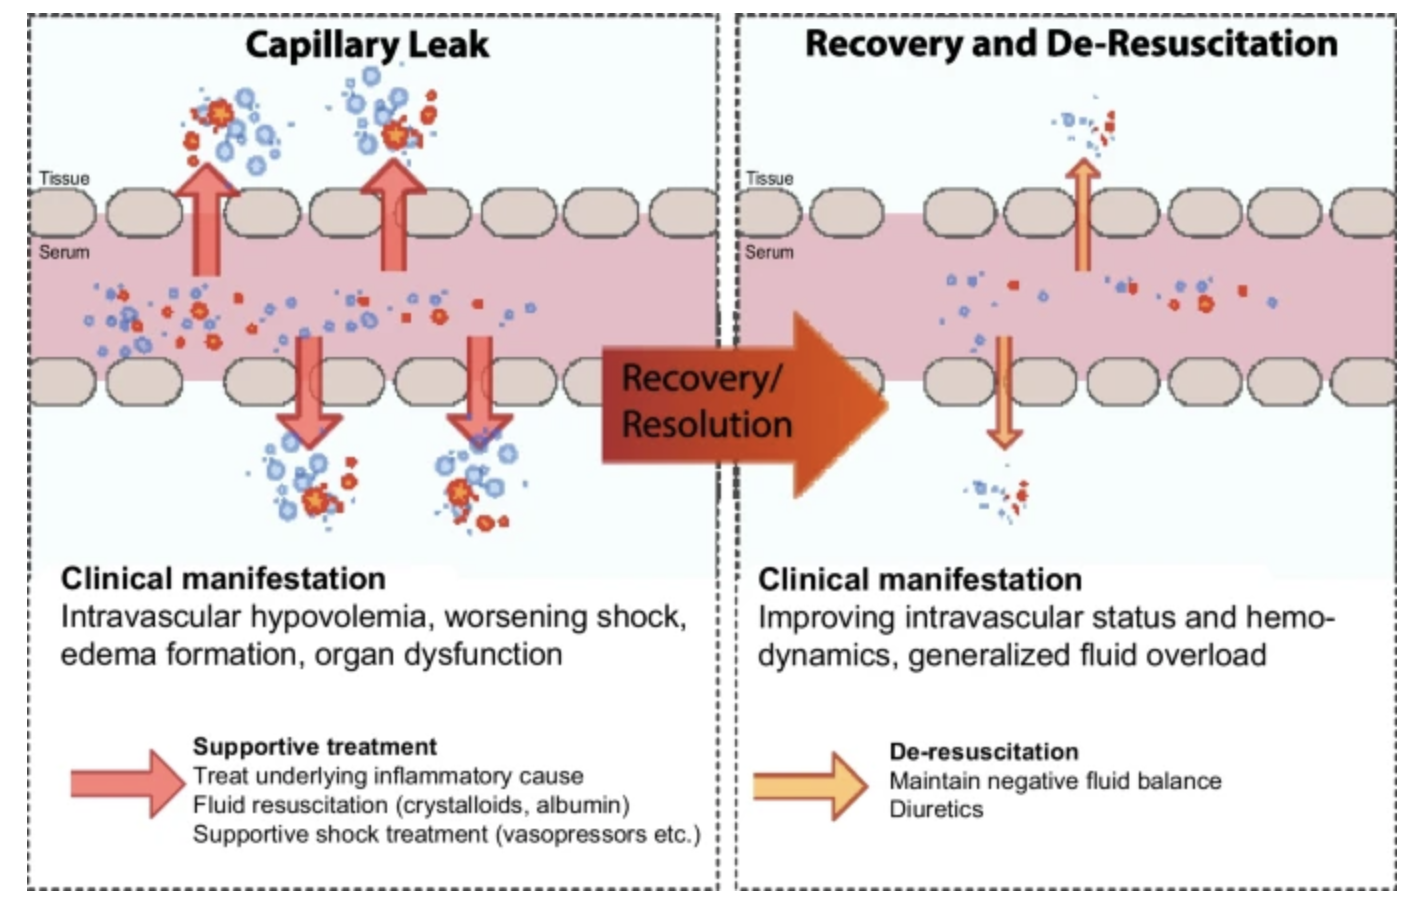 Capillary Leak
Tissue
Serum
Clinical manifestation
Intravascular hypovolemia, worsening shock,
edema formation, organ dysfunction
Supportive treatment
Treat underlying inflammatory cause
Fluid resuscitation (crystalloids, albumin)
Supportive shock treatment (vasopressors etc.)
Recovery/
Resolution
Recovery and De-Resuscitation
Tissue
Serum
Clinical manifestation
Improving intravascular status and hemo-
dynamics, generalized fluid overload
De-resuscitation
Maintain negative fluid balance
Diuretics